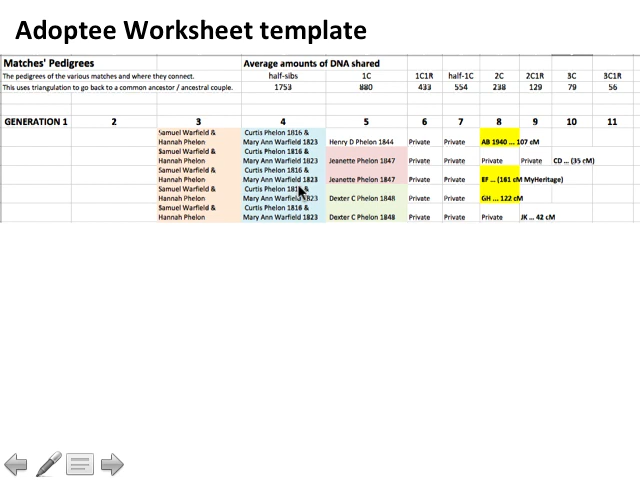 Adoptee Worksheet template
Matches' Pedigrees Average amounts of DNA shared
The pedigrees of the various matches and where they connect. half-sibs 1C 1C1R half-1C 2C 2C1R 3C 3C1R
This uses triangulation to go back to a common ancestor / ancestral couple. 1753 880 433 554 238 129 79 56
GENERATION 1 2 3 4 5 6 7 8 9 10 11
Samuel Warfield & Curtis Phelon 1816 &
Hannah Phelon Mary Ann Warfield 1823 Henry D Phelon 1844 Private Private AB 1940 ... 107 cM
Samuel Warfield & Curtis Phelon 1816 &
Hannah Phelon Mary Ann Warfield 1823 Jeanette Phelon 1847 Private Private Private Private CD ... (35 cM)
Samuel Warfield & Curtis Phelon 1816 &
Hannah Phelon Mary Ann Warfield 1823 Jeanette Phelon 1847 Private Private EF ... (161 cM MyHeritage)
Samuel Warfield & Curtis Phelon 1816 &
Hannah Phelon Mary Ann Warfield 1823 Dexter C Phelon 1848 Private Private GH ... 122 cM
Samuel Warfield & Curtis Phelon 1816 &
Hannah Phelon Mary Ann Warfield 1823 Dexter C Phelon 1848 Private Private Private JK ... 42 cM